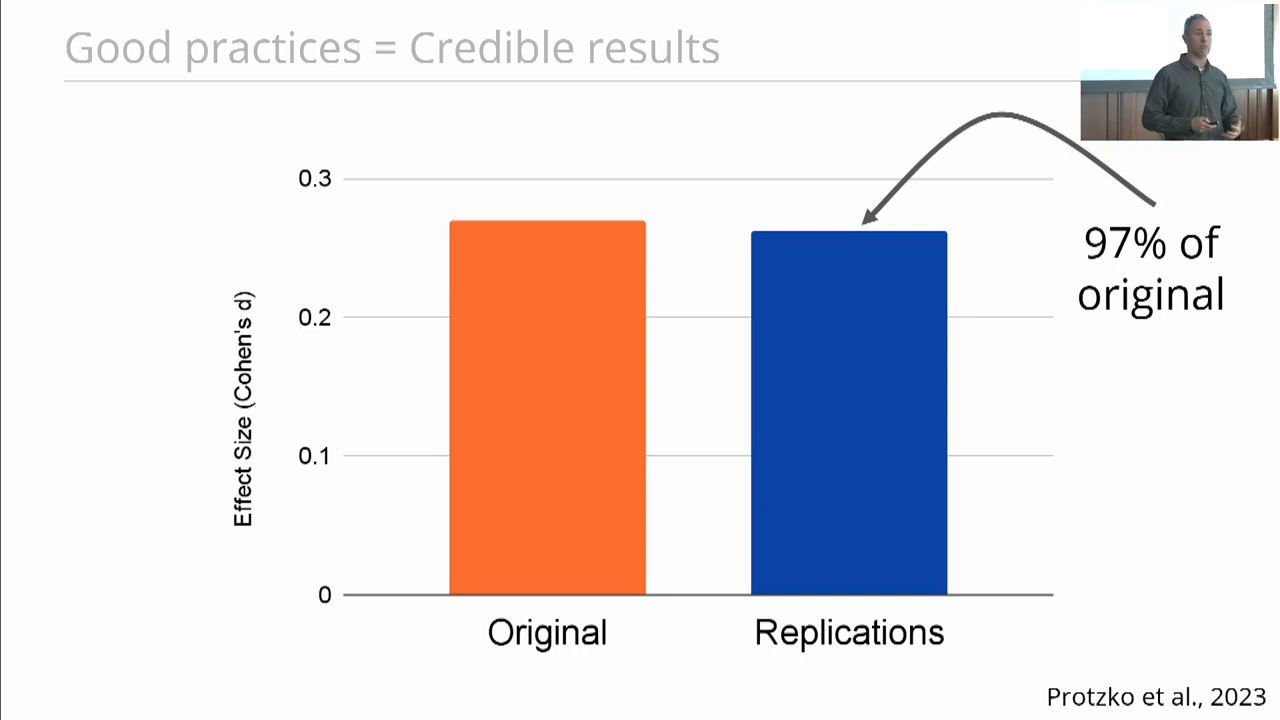 Good practices = Credible results
0.3
0.2
0.1
0
Effect Size (Cohen's d)
97% of
original
Original
Replications
Protzko et al., 2023